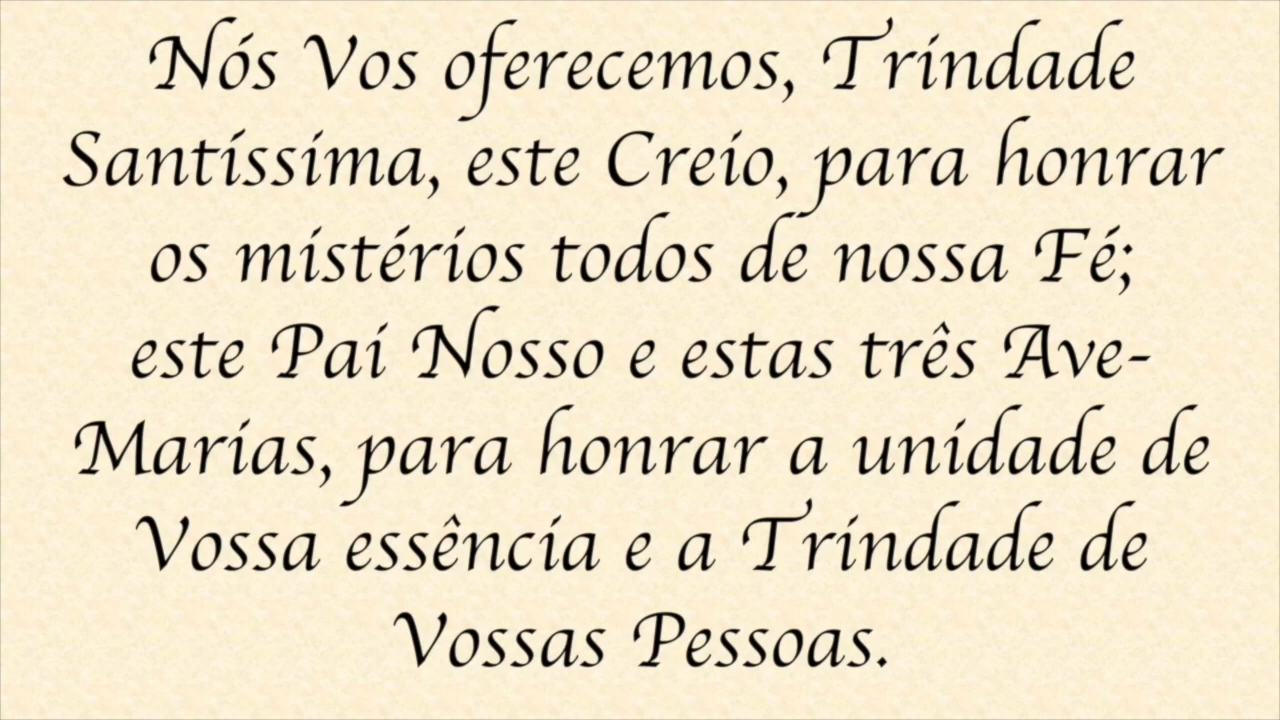 Nós Vos oferecemos, Trindade
Santíssima, este Creio, para honrar
os mistérios todos de nossa Fé;
este Pai Nosso e estas três Ave-
Marias, para honrar a unidade de
Vossa essência e a Trindade de
Vossas Pessoas.